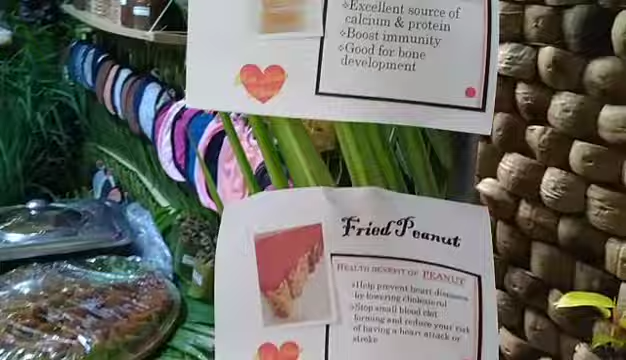 ❖Excellent source of
calcium & protein
❖Boost immunity
❖Good for bone
development
Fried Peanut
HEALTH BENEFIT OF PEANUT
❖Help prevent heart diseases
by lowering cholesterol
❖Stop small blood clot
forming and reduce your risk
of having a heart attack or
stroke